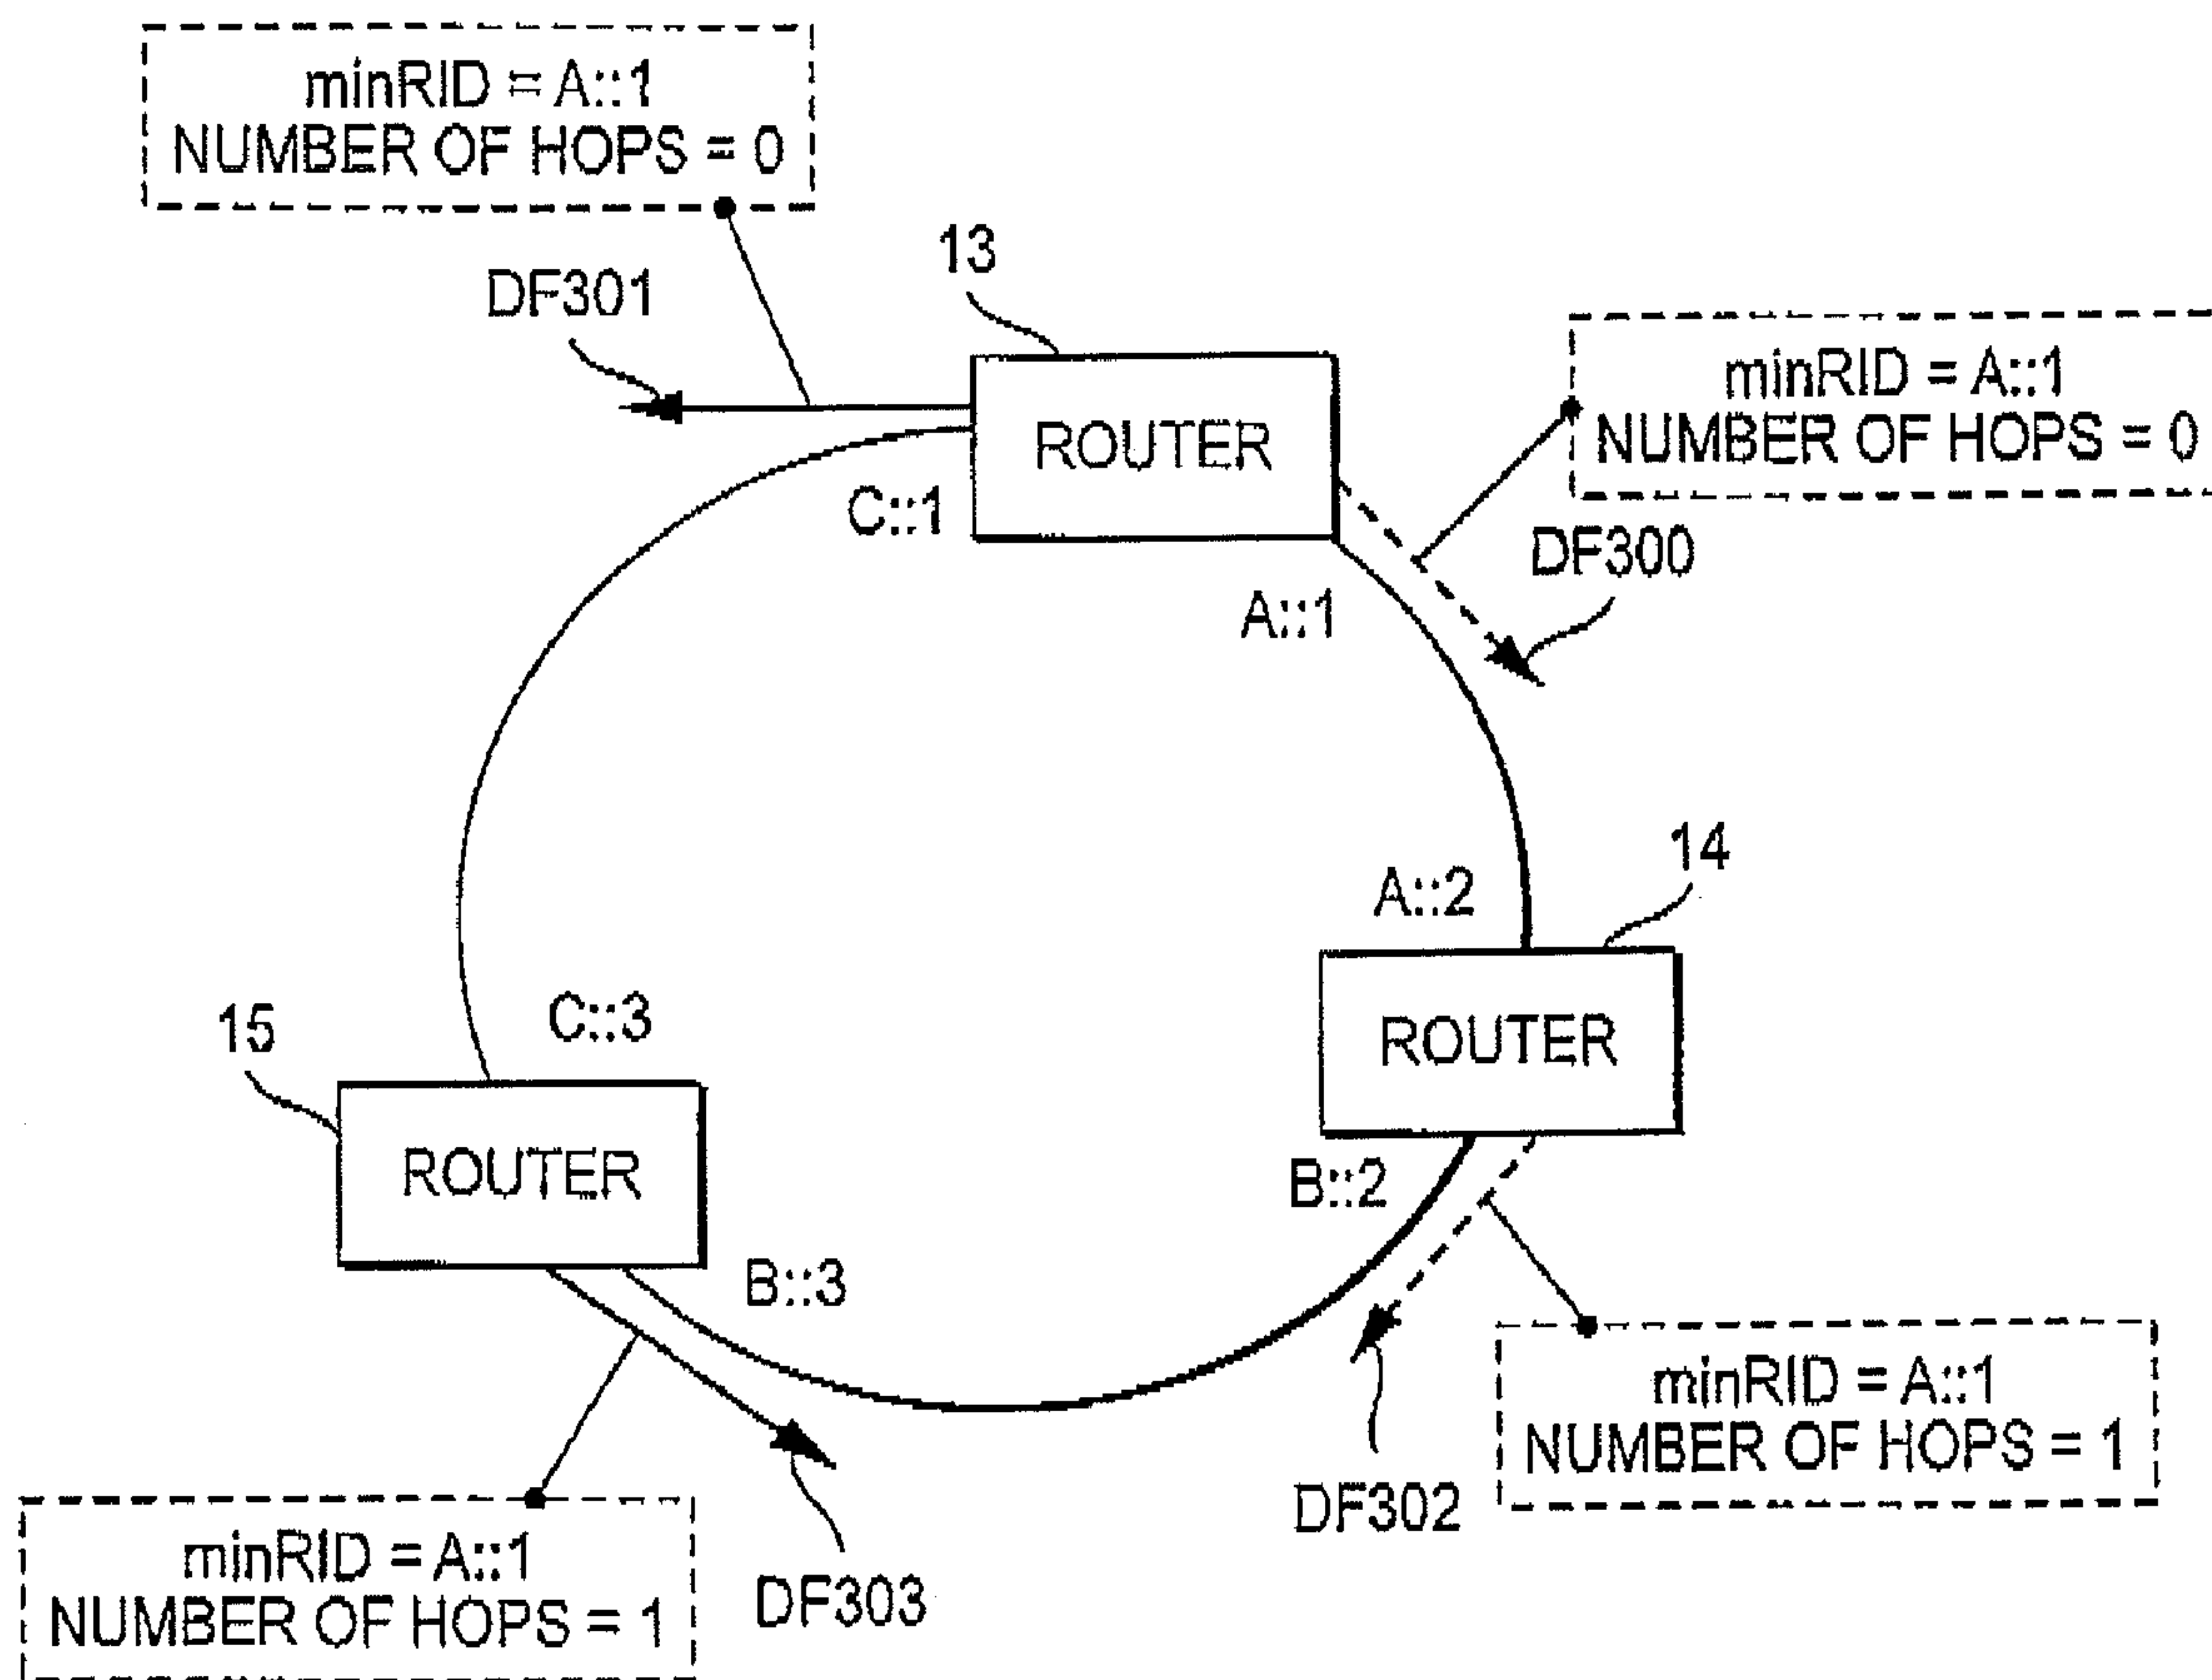 minRID = A::1
NUMBER OF HOPS = 0
13
DF301
minRID = A::1
NUMBER OF HOPS = 0
ROUTER
C::1
DF300
A::1
14
A::2
C::3
15
ROUTER
ROUTER
B::2
B::3
minRID = A::1
NUMBER OF HOPS = 1
DF302
minRID = A::1
NUMBER OF HOPS = 1
DF303